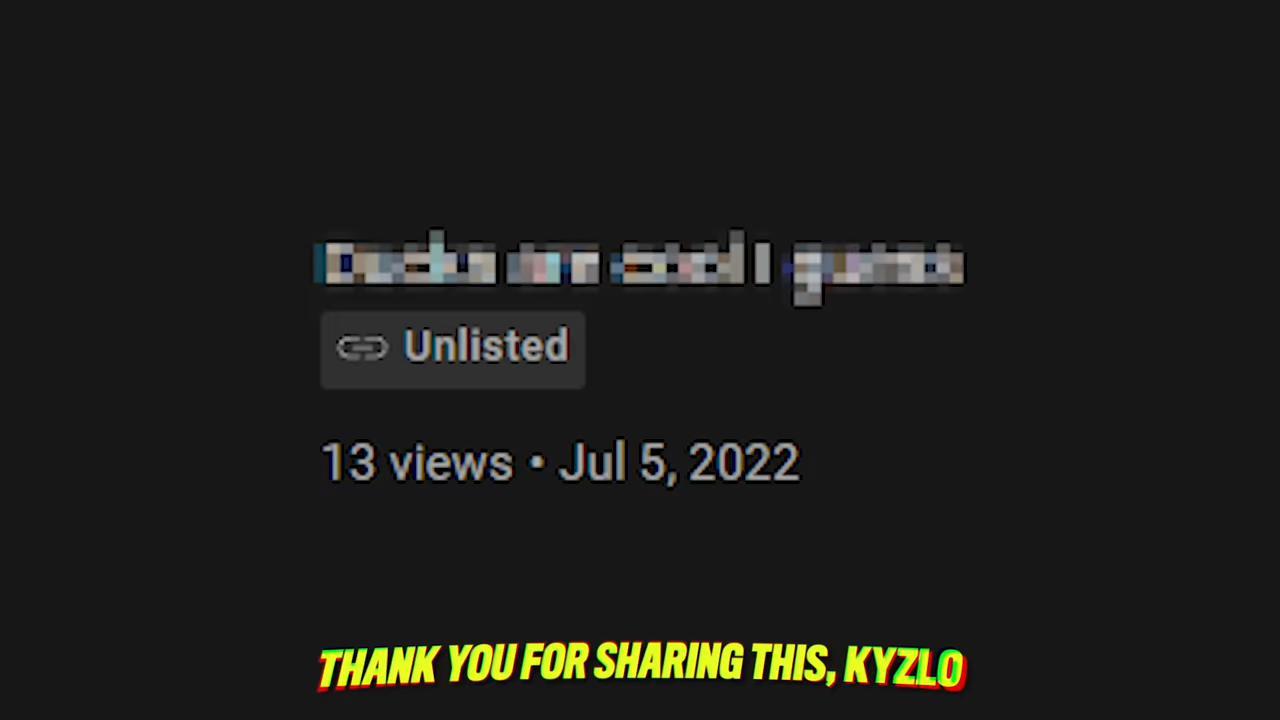 Unlisted
13 views • Jul 5, 2022
THANK YOU FOR SHARING THIS, KYZLO